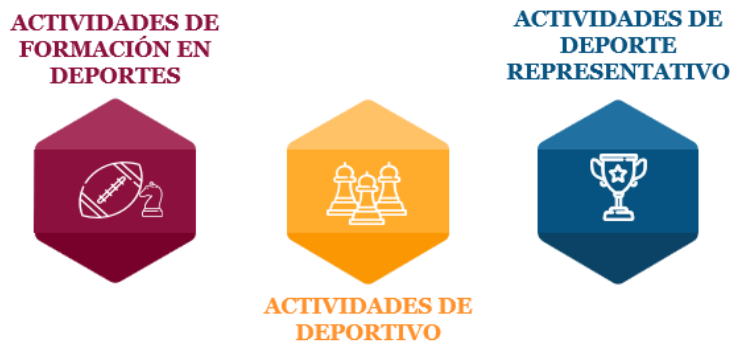 ACTIVIDADES DE
FORMACIÓN EN
DEPORTES
ACTIVIDADES DE
DEPORTIVO
ACTIVIDADES DE
DEPORTE
REPRESENTATIVO